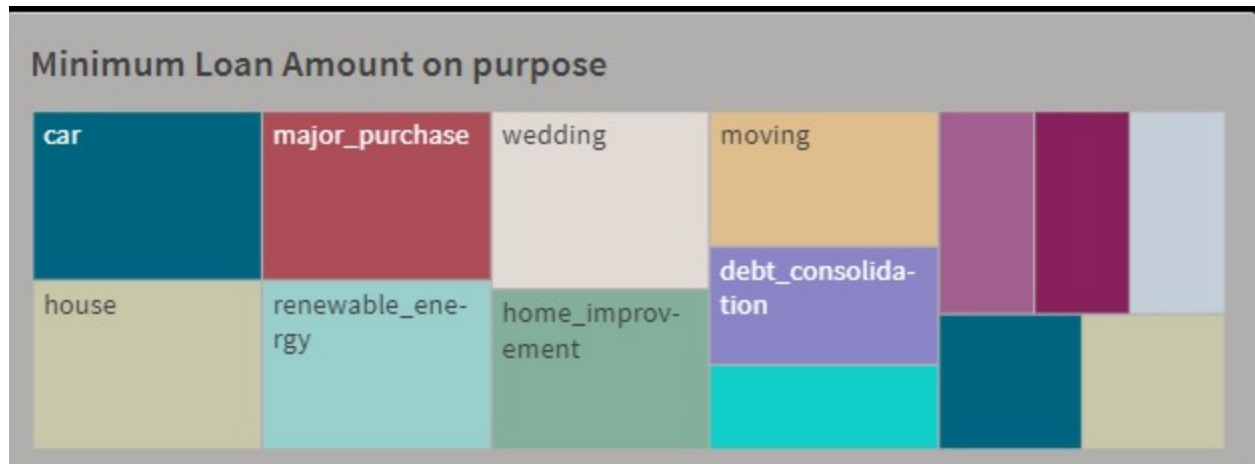 Minimum Loan Amount on purpose
car
major_purchase
wedding
moving
debt_consolida-
tion
house
renewable_ene-
rgy
home_improv-
ement